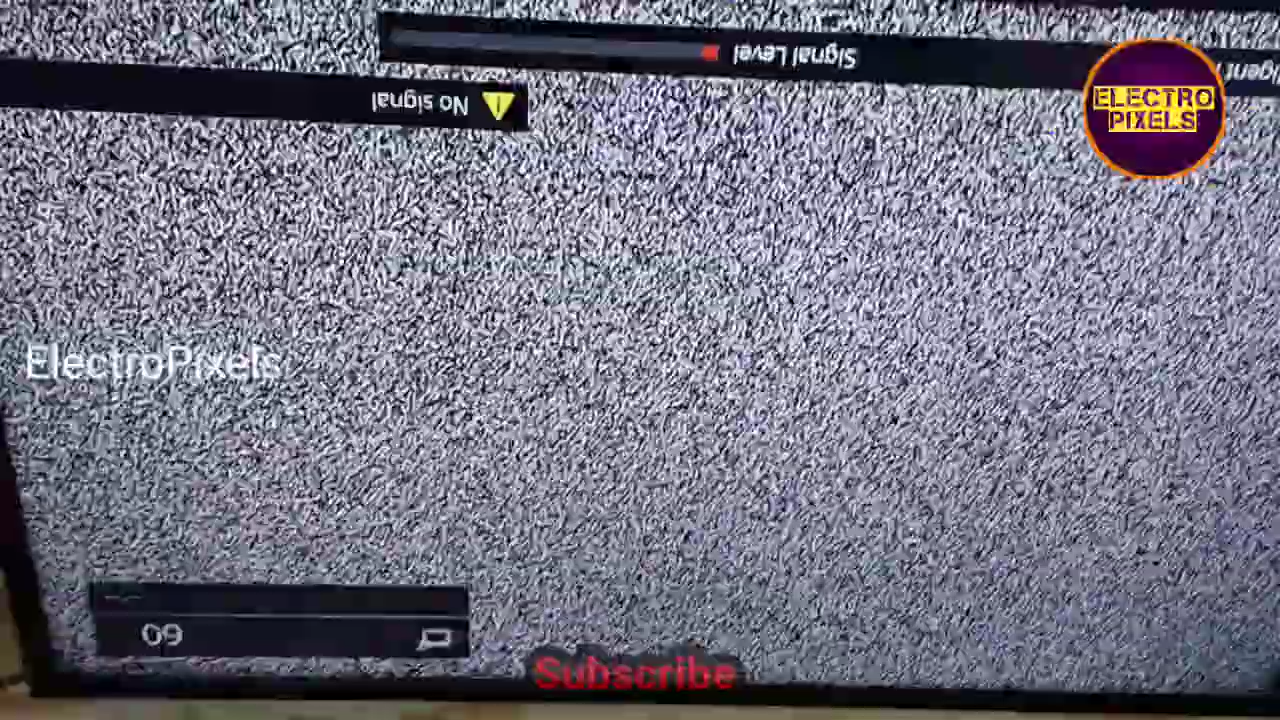 Signal Level
ELECTRO
PIXELS
No signal
ElectroPixels
60
Subscribe